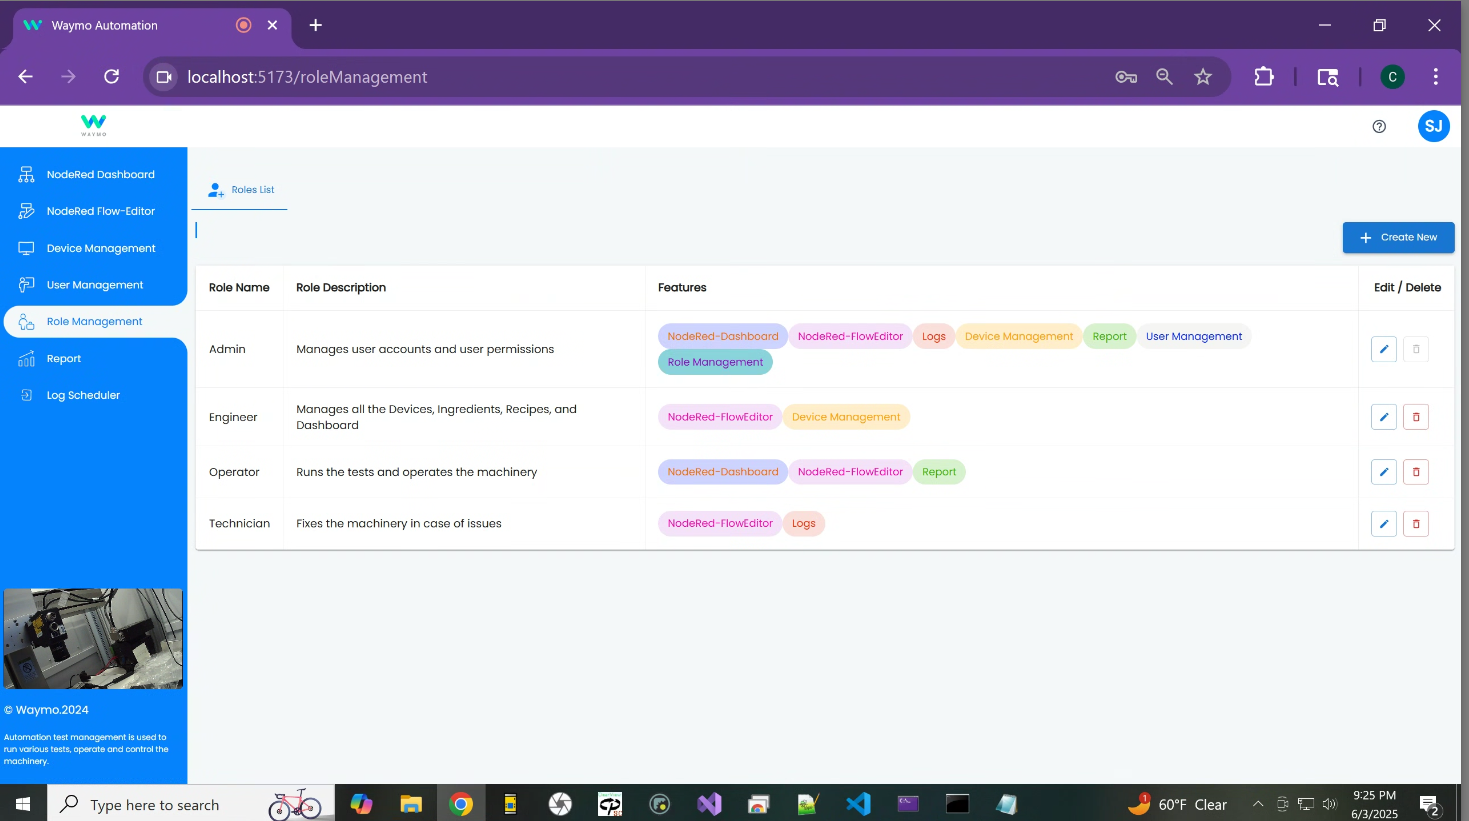 Waymo Automation
localhost:5173/roleManagement
C
WAYMO
SJ
NodeRed Dashboard
NodeRed Flow-Editor
Device Management
User Management
Role Management
Report
Log Scheduler
© Waymo.2024
Automation test management is used to
run various tests, operate and control the
machinery.
Roles List
Create New
Role Name Role Description Features Edit / Delete
Admin Manages user accounts and user permissions NodeRed-Dashboard NodeRed-FlowEditor Logs Device Management Report User Management
Role Management
Engineer Manages all the Devices, Ingredients, Recipes, and
Dashboard NodeRed-FlowEditor Device Management
Operator Runs the tests and operates the machinery NodeRed-Dashboard NodeRed-FlowEditor Report
Technician Fixes the machinery in case of issues NodeRed-FlowEditor Logs
Type here to search
1
60°F Clear
9:25 PM
6/3/2025
2